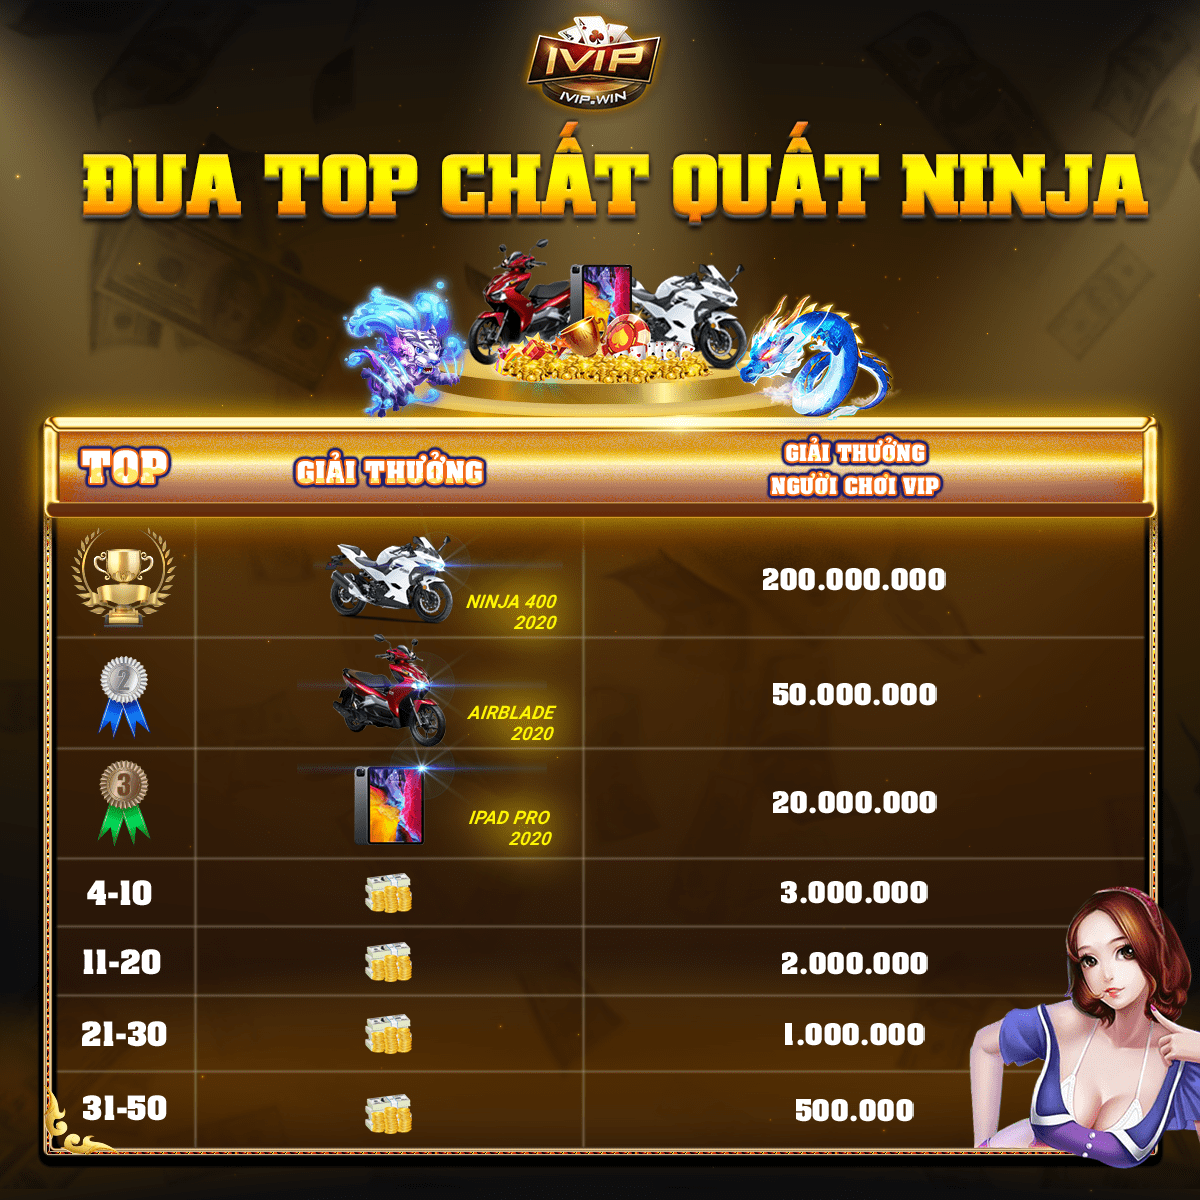 IVIP
IVIP.WIN
ĐUA TOP CHẤT QUẤT NINJA
TOP
GIẢI THƯỞNG
GIẢI THƯỞNG
NGƯỜI CHƠI VIP
NINJA 400
2020
200.000.000
2
AIRBLADE
2020
50.000.000
3
IPAD PRO
2020
20.000.000
4-10
3.000.000
11-20
2.000.000
21-30
1.000.000
31-50
500.000